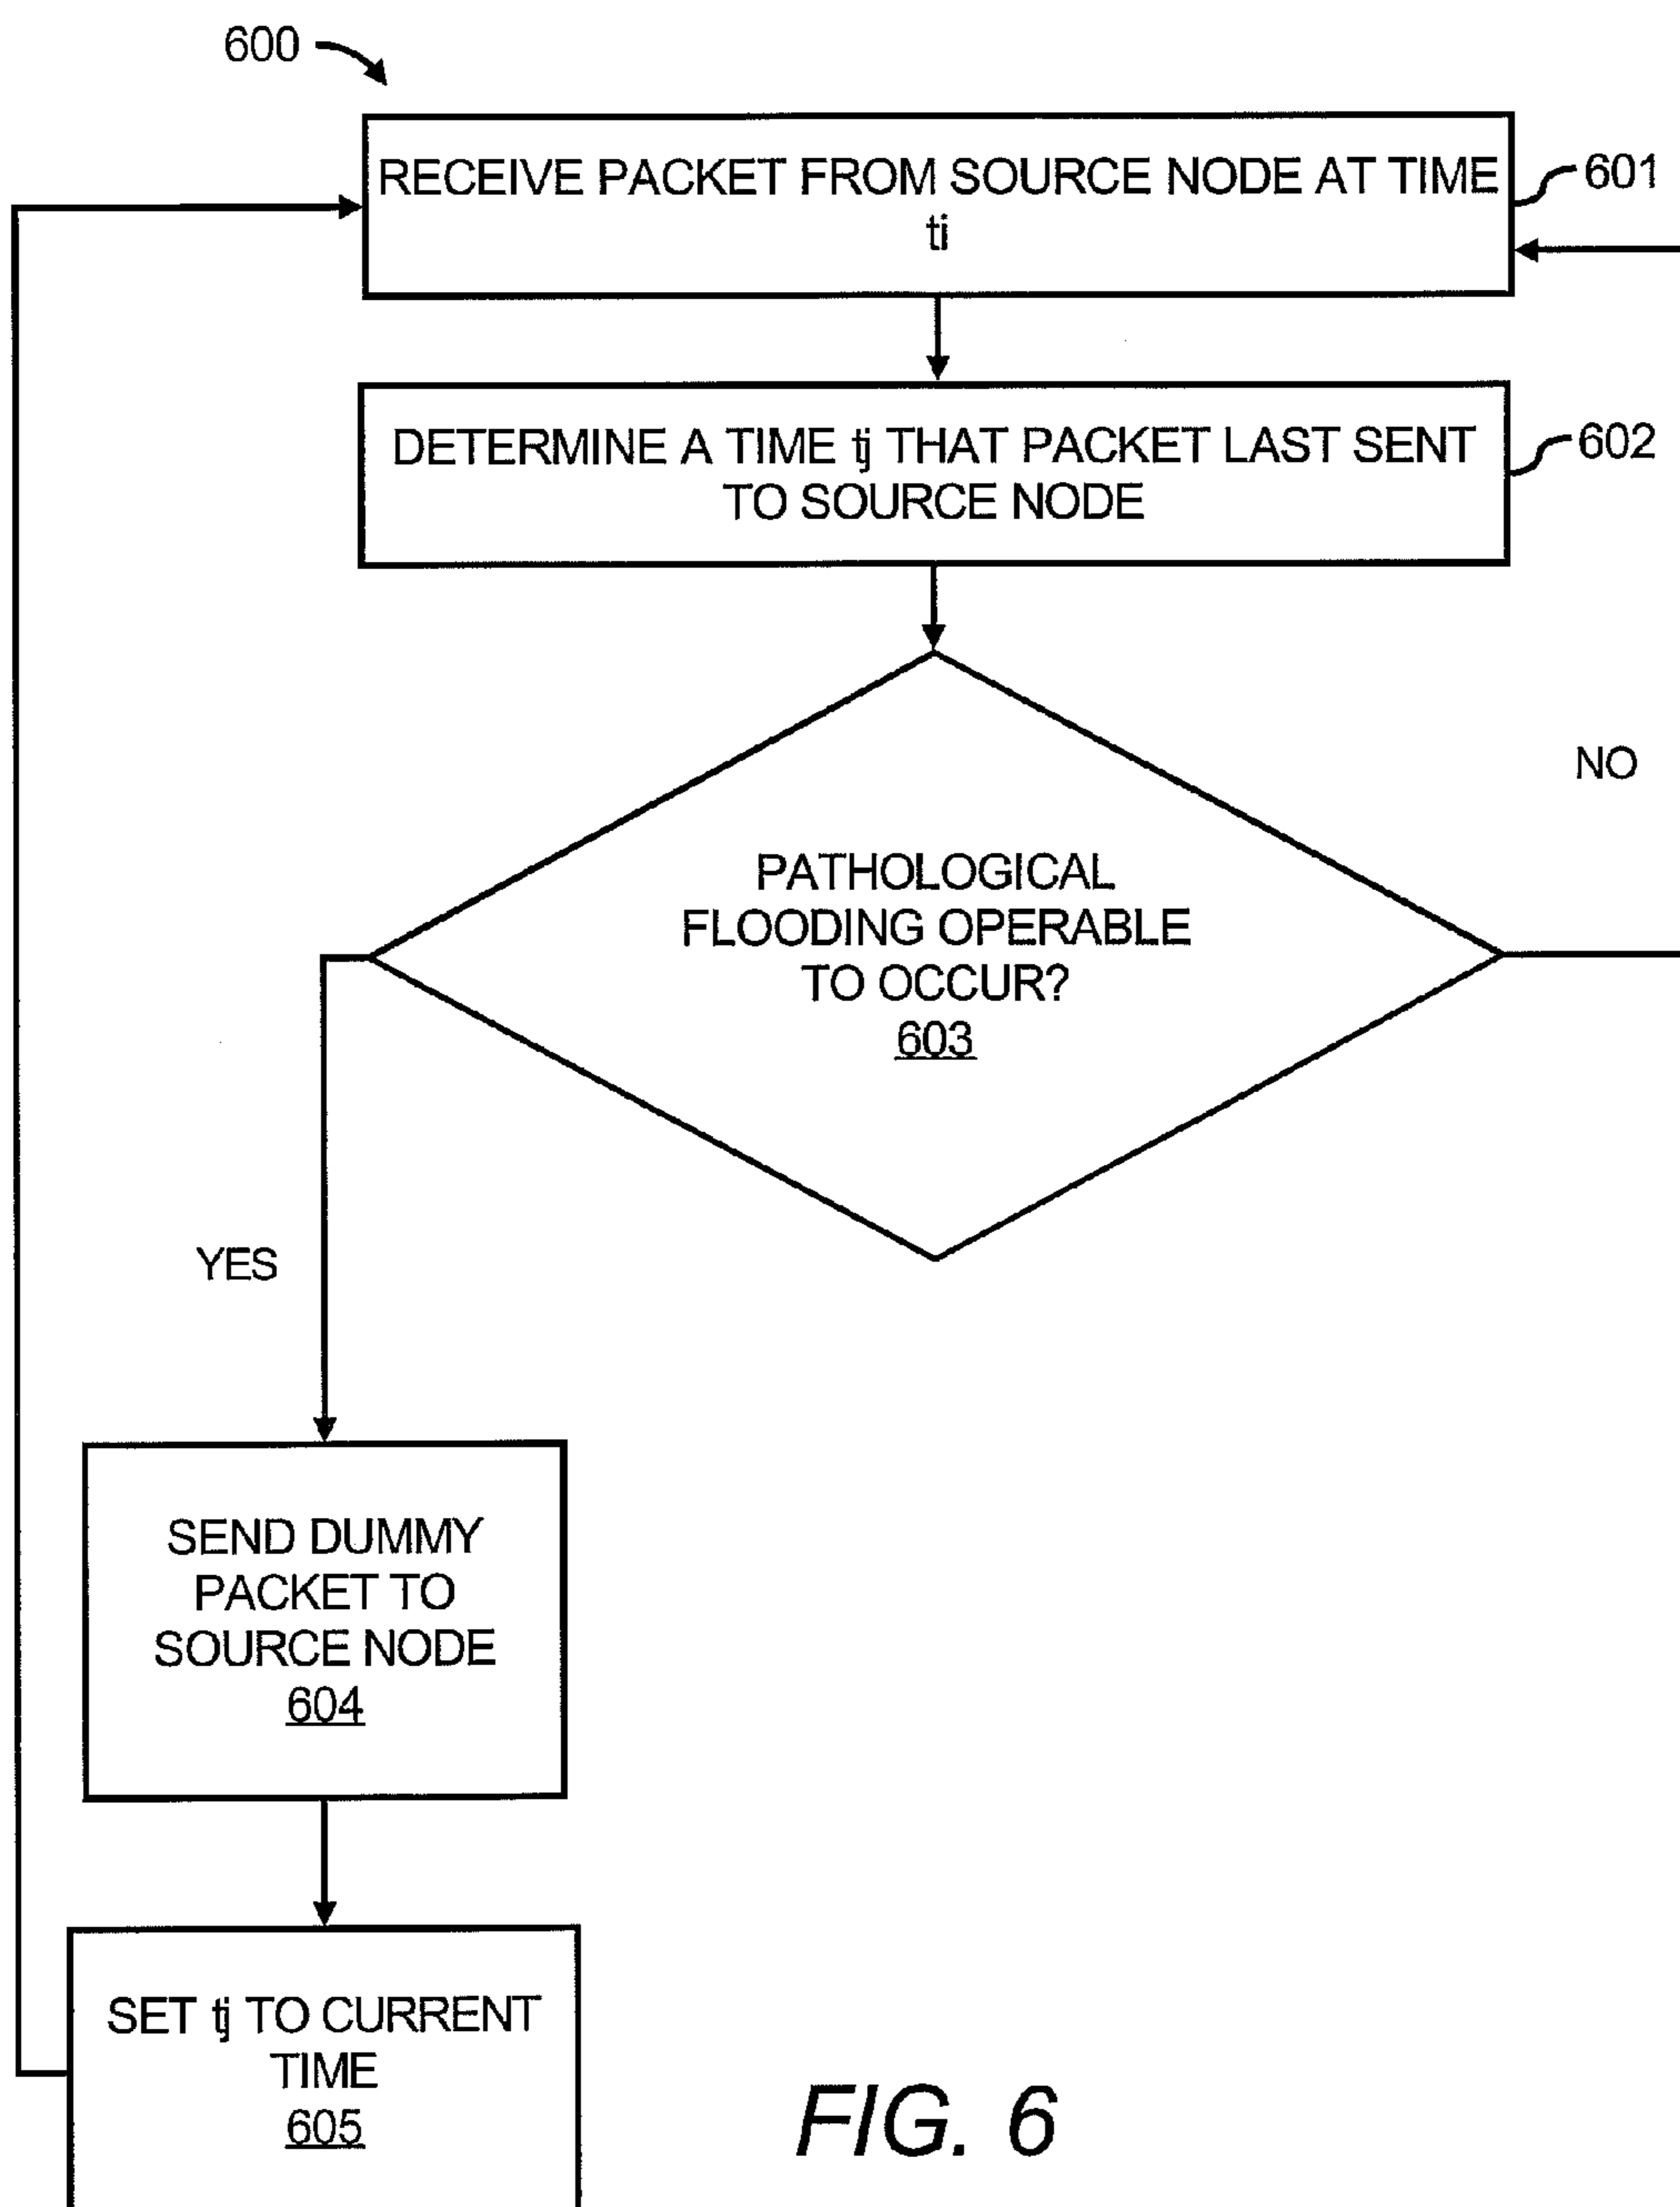 600
RECEIVE PACKET FROM SOURCE NODE AT TIME
ti
601
DETERMINE A TIME tj THAT PACKET LAST SENT
TO SOURCE NODE
602
NO
PATHOLOGICAL
FLOODING OPERABLE
TO OCCUR?
603
YES
SEND DUMMY
PACKET TO
SOURCE NODE
604
SET tj TO CURRENT
TIME
605
FIG. 6